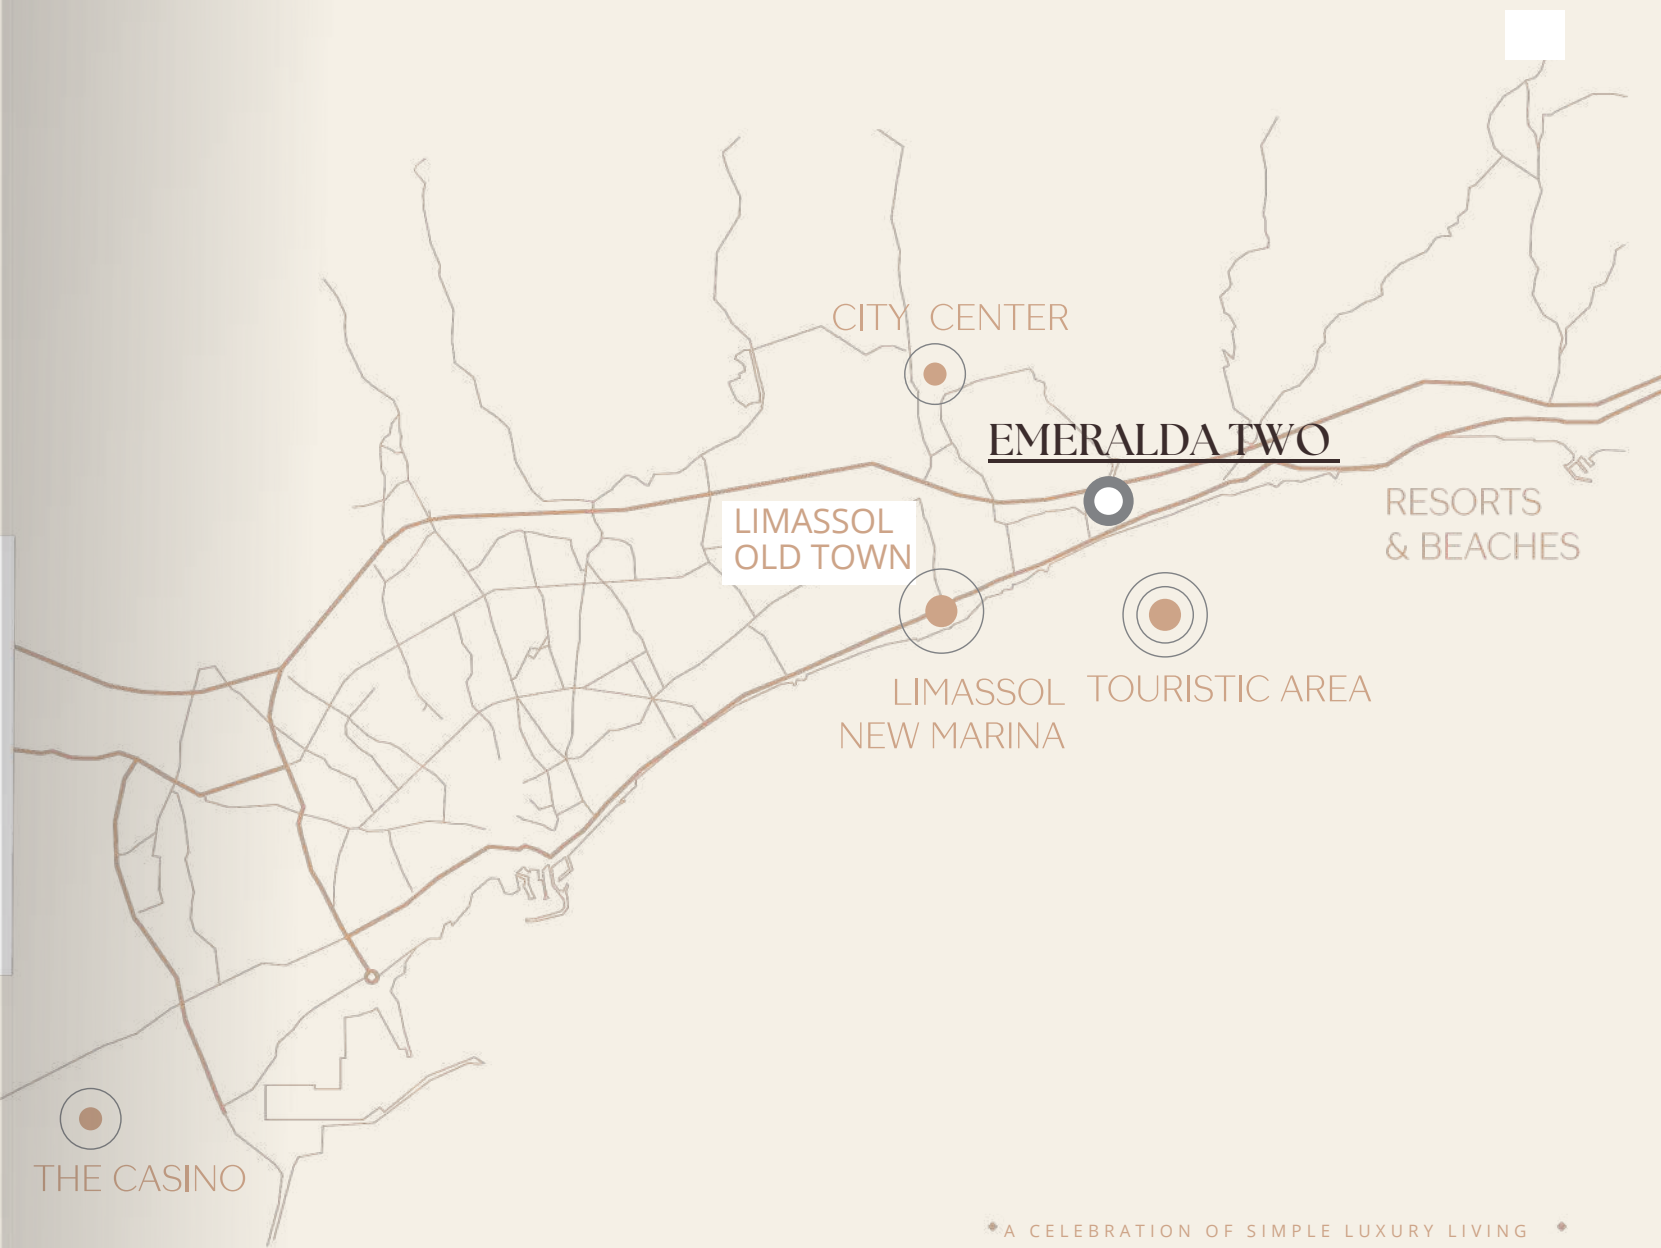 CITY CENTER
EMERALDA TWO
LIMASSOL
OLD TOWN
RESORTS
& BEACHES
LIMASSOL
NEW MARINA
TOURISTIC AREA
THE CASINO
A CELEBRATION OF SIMPLE LUXURY LIVING